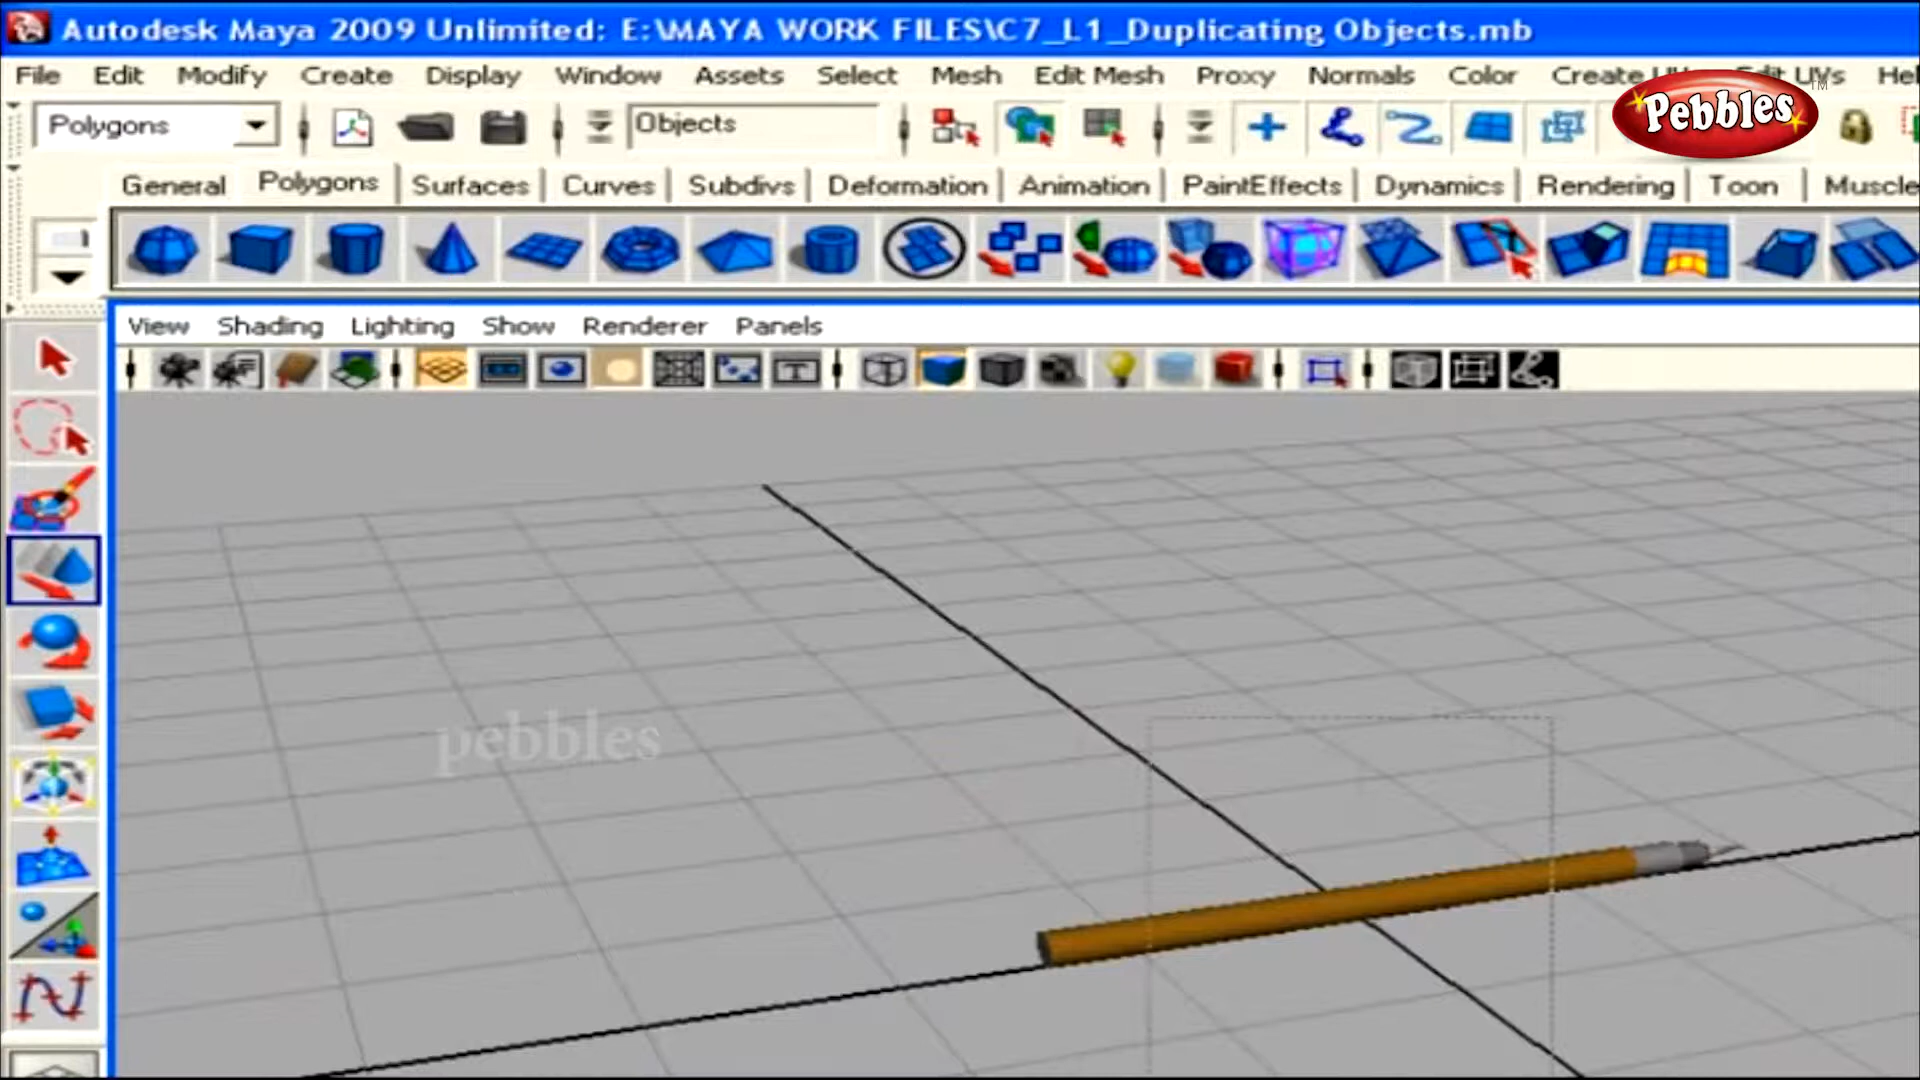 Autodesk Maya 2009 Unlimited: E:\MAYA WORK FILES\C7_L1_Duplicating Objects.mb
File Edit Modify Create Display Window Assets Select Mesh Edit Mesh Proxy Normals Color Create UVs Edit UVs Hel
Polygons Objects Pebbles TM
General Polygons Surfaces Curves Subdivs Deformation Animation PaintEffects Dynamics Rendering Toon Muscle
View Shading Lighting Show Renderer Panels
pebbles